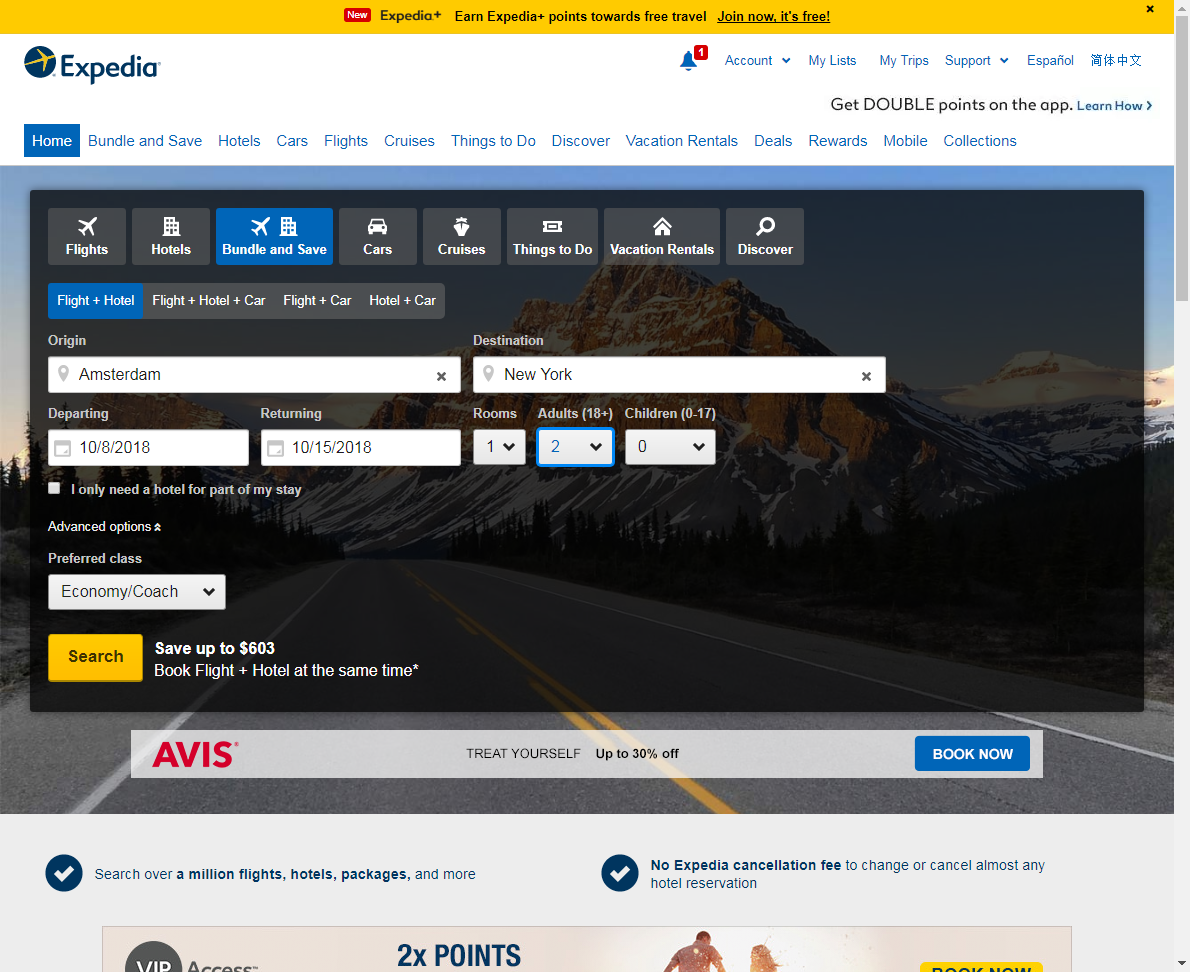 New Expedia+ Earn Expedia+ points towards free travel Join now, it's free!
Expedia
1 Account My Lists My Trips Support Español 简体中文
Get DOUBLE points on the app. Learn How
Home Bundle and Save Hotels Cars Flights Cruises Things to Do Discover Vacation Rentals Deals Rewards Mobile Collections
Flights Hotels Bundle and Save Cars Cruises Things to Do Vacation Rentals Discover
Flight + Hotel Flight + Hotel + Car Flight + Car Hotel + Car
Origin Destination
Amsterdam New York
Departing Returning Rooms Adults (18+) Children (0-17)
10/8/2018 10/15/2018 1 2 0
I only need a hotel for part of my stay
Advanced options
Preferred class
Economy/Coach
Search
Save up to $603
Book Flight + Hotel at the same time*
AVIS TREAT YOURSELF Up to 30% off BOOK NOW
Search over a million flights, hotels, packages, and more
No Expedia cancellation fee to change or cancel almost any
hotel reservation
2x POINTS
VIP Access™ BOOK NOW